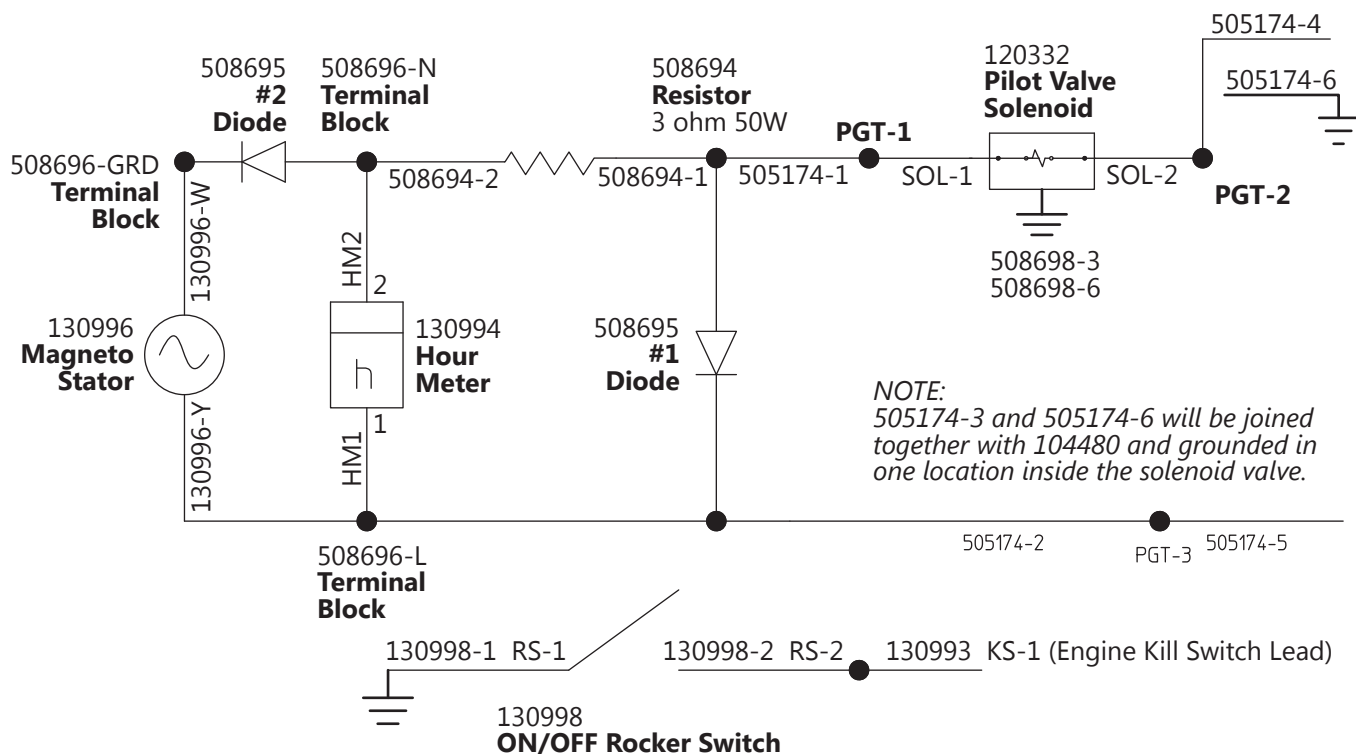 505174-4
508695
#2
Diode
508696-N
Terminal
Block
508694
Resistor
3 ohm 50W
120332
Pilot Valve
Solenoid
505174-6
PGT-1
508696-GRD
Terminal
Block
508694-2
508694-1
505174-1
SOL-1
SOL-2
PGT-2
130996-W
HM2
2
508698-3
508698-6
130996
Magneto
Stator
h
130994
Hour
Meter
508695
#1
Diode
130996-Y
HM1
1
NOTE:
505174-3 and 505174-6 will be joined
together with 104480 and grounded in
one location inside the solenoid valve.
508696-L
Terminal
Block
505174-2
PGT-3
505174-5
130998-1 RS-1
130998-2 RS-2
130993 KS-1 (Engine Kill Switch Lead)
130998
ON/OFF Rocker Switch